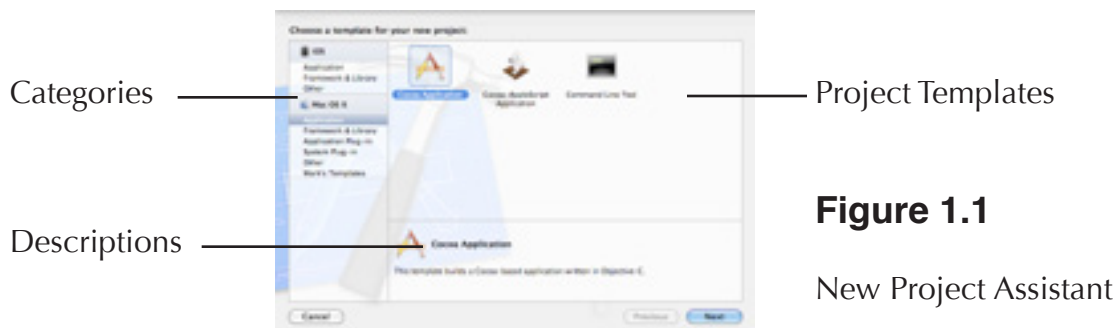 Choose a template for your new project:
iOS
Application
Framework & Library
Other
Mac OS X
Application
Framework & Library
Application Plug-in
System Plug-in
Other
Mark's Templates
Cocoa Application
Cocoa-AppleScript
Application
Command Line Tool
Cocoa Application
This template builds a Cocoa-based application written in Objective-C.
Cancel
Previous
Next
Categories
Descriptions
Project Templates
Figure 1.1
New Project Assistant